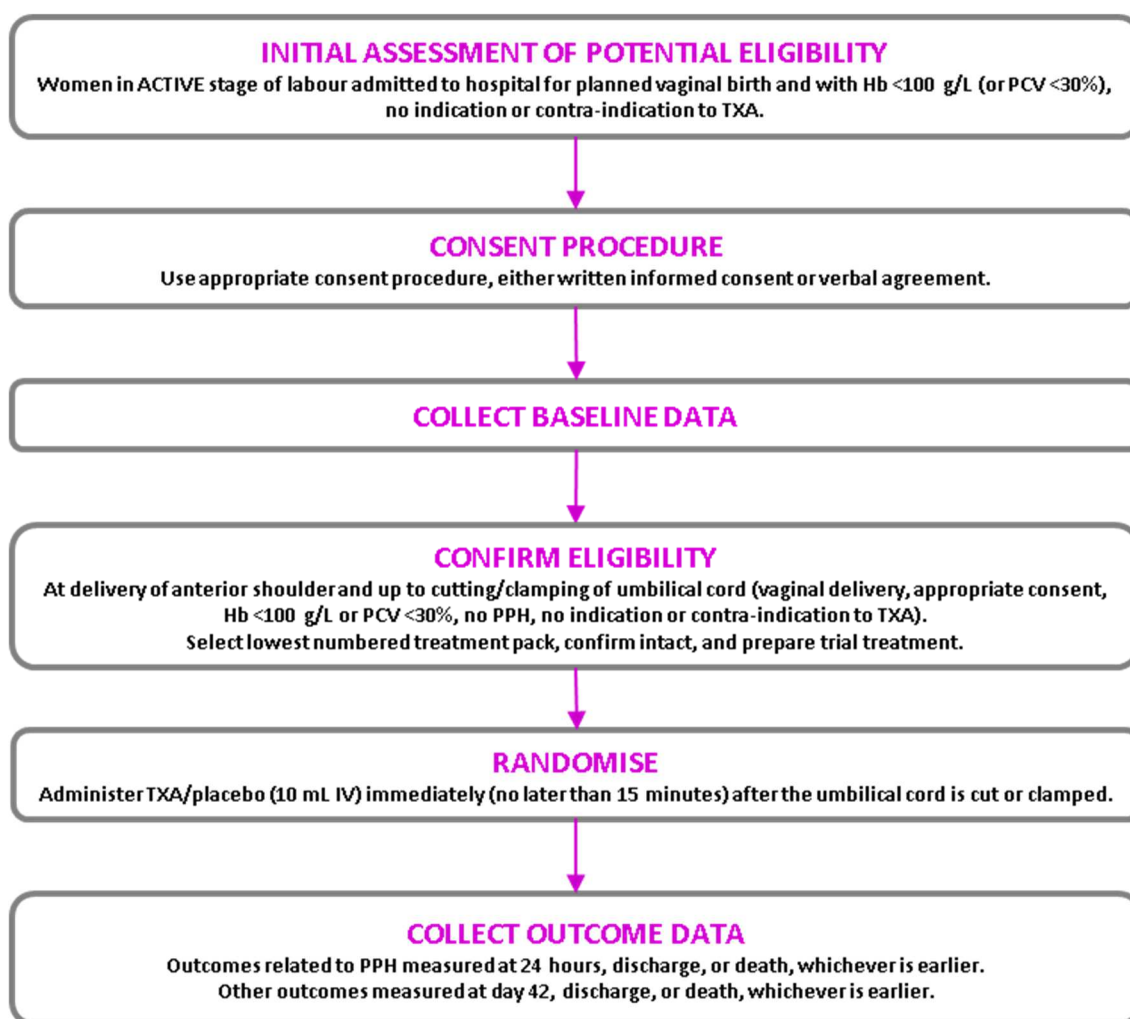 INITIAL ASSESSMENT OF POTENTIAL ELIGIBILITY
Women in ACTIVE stage of labour admitted to hospital for planned vaginal birth and with Hb <100 g/L (or PCV <30%),
no indication or contra-indication to TXA.
CONSENT PROCEDURE
Use appropriate consent procedure, either written informed consent or verbal agreement.
COLLECT BASELINE DATA
CONFIRM ELIGIBILITY
At delivery of anterior shoulder and up to cutting/clamping of umbilical cord (vaginal delivery, appropriate consent,
Hb <100 g/L or PCV <30%, no PPH, no indication or contra-indication to TXA).
Select lowest numbered treatment pack, confirm intact, and prepare trial treatment.
RANDOMISE
Administer TXA/placebo (10 mL IV) immediately (no later than 15 minutes) after the umbilical cord is cut or clamped.
COLLECT OUTCOME DATA
Outcomes related to PPH measured at 24 hours, discharge, or death, whichever is earlier.
Other outcomes measured at day 42, discharge, or death, whichever is earlier.